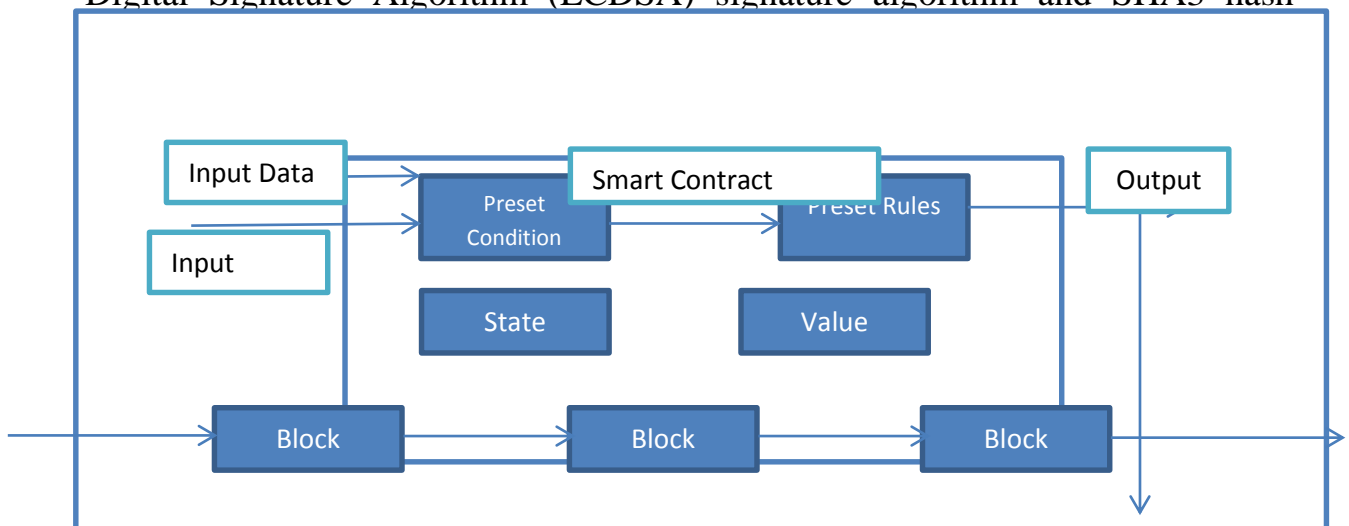 Digital Signature Algorithm (ECDSA) signature algorithm and SHA3 hash
Input Data
Smart Contract
Output
Preset
Condition
Preset Rules
Input
State
Value
Block
Block
Block